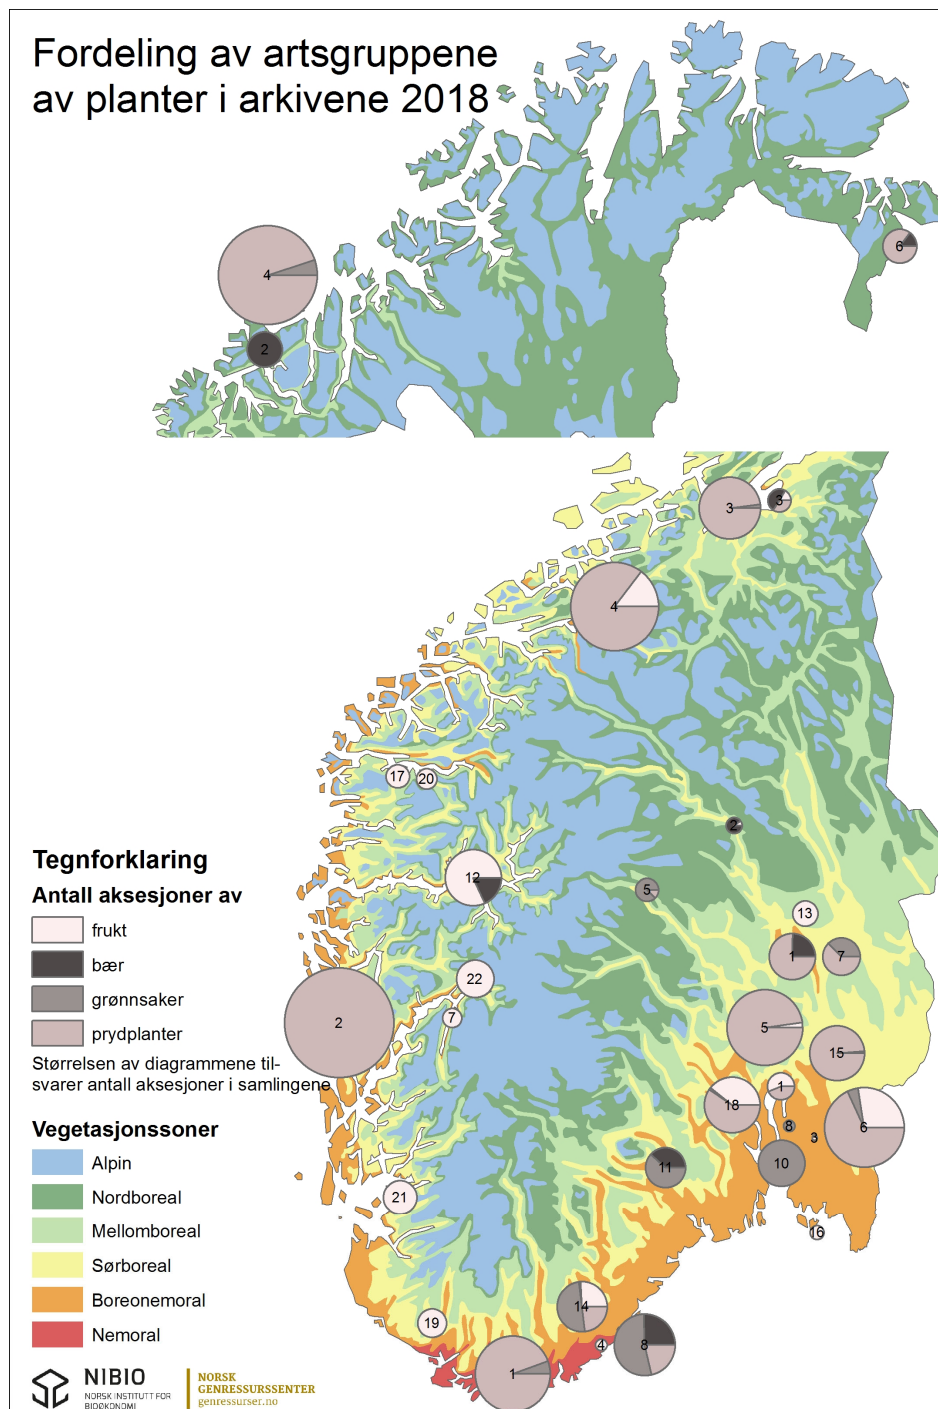 Fordeling av artsgruppene
av planter i arkivene 2018
4
6
2
3
3
4
17
20
2
12
5
13
1
7
22
7
2
5
15
1
18
8
3
6
10
11
21
16
14
19
4
8
1
Tegnforklaring
Antall aksesjoner av
frukt
bær
grønnsaker
prydplanter
Størrelsen av diagrammene til-
svarer antall aksesjoner i samlingene
Vegetasjonssoner
Alpin
Nordboreal
Mellomboreal
Sørboreal
Boreonemoral
Nemoral
NIBIO
NORSK INSTITUTT FOR
BIOØKONOMI
NORSK
GENRESSURSSENTER
genressurser.no